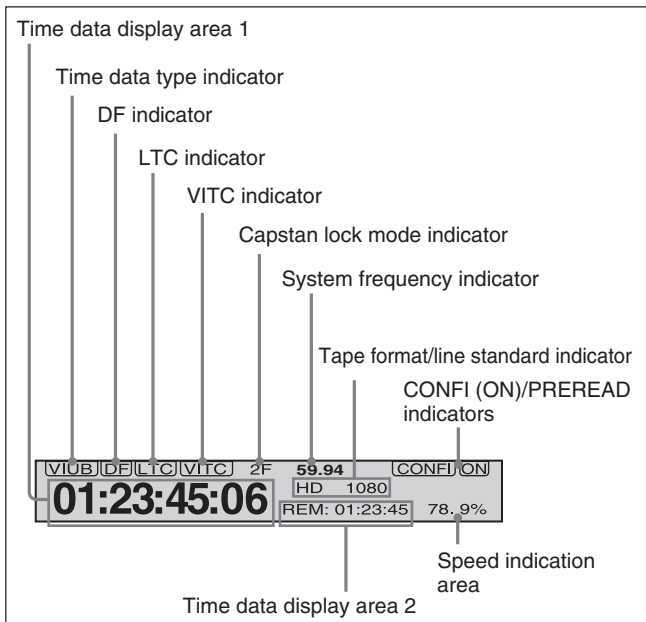 Time data display area 1
Time data type indicator
DF indicator
LTC indicator
VITC indicator
Capstan lock mode indicator
System frequency indicator
Tape format/line standard indicator
CONFI (ON)/PREREAD
indicators
VIUB DF LTC VITC 2F 59.94 CONFI ON
01:23:45:06
HD 1080
REM: 01:23:45 78.9%
Speed indication
area
Time data display area 2